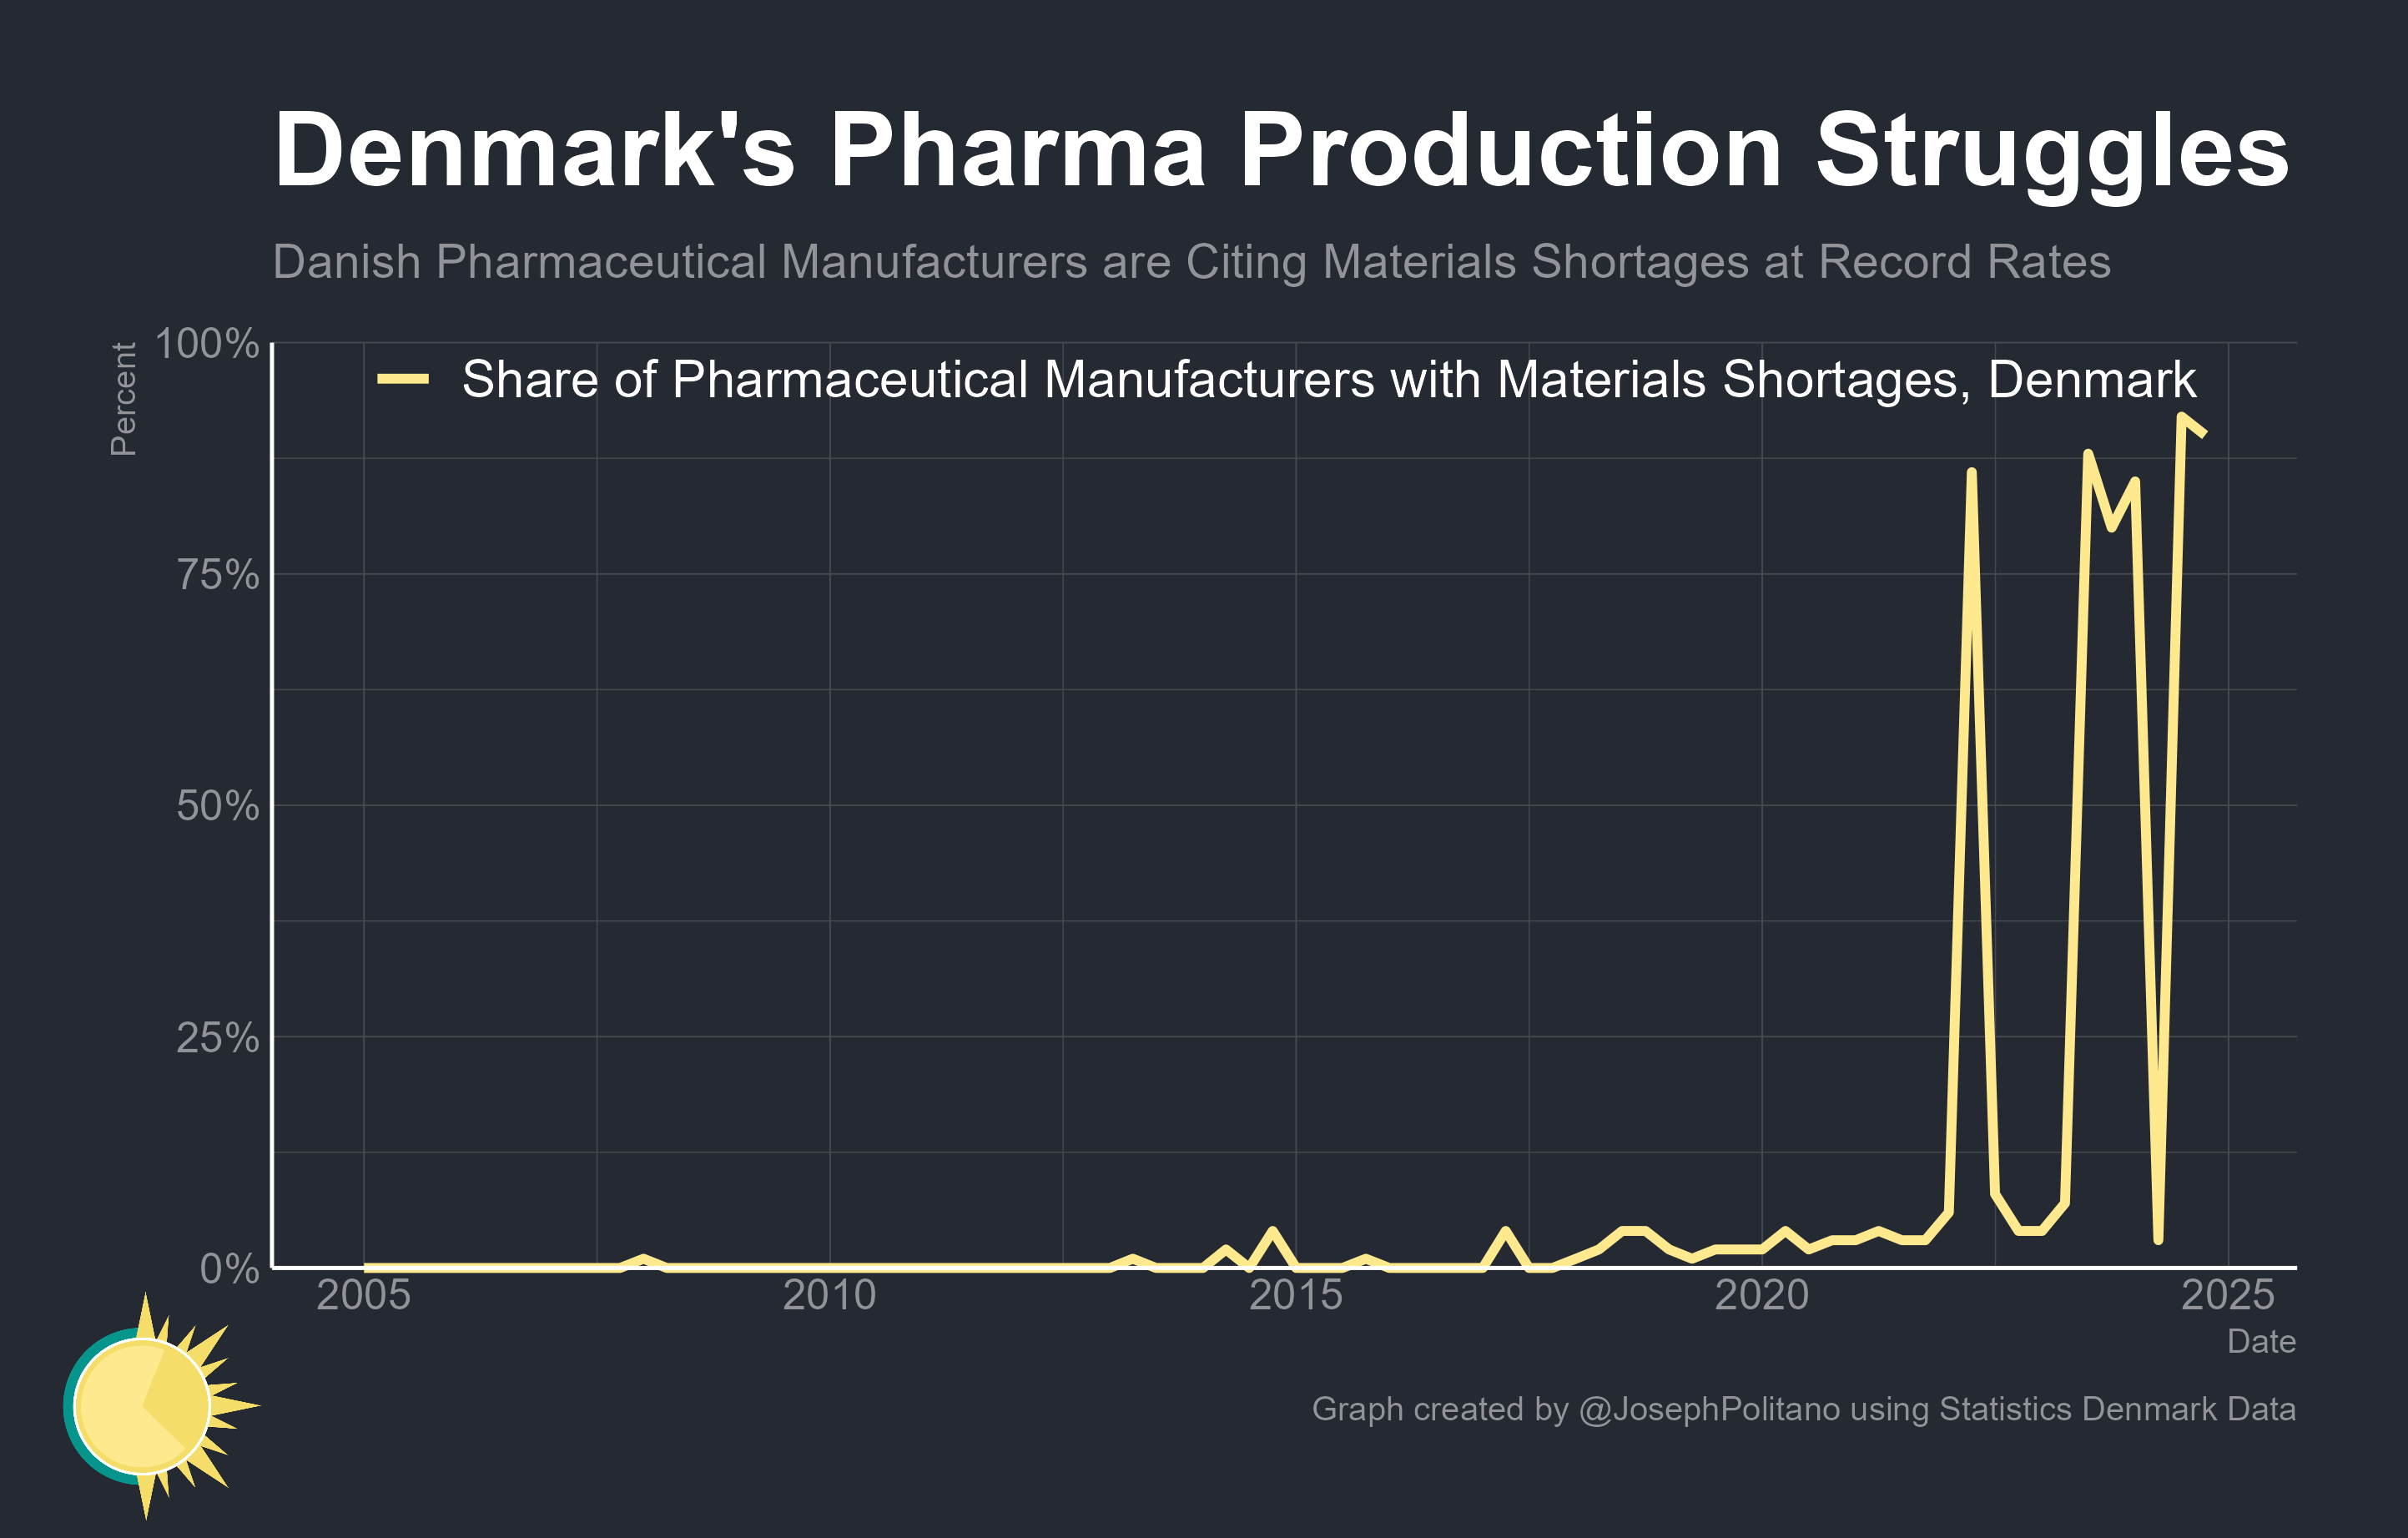 Denmark's Pharma Production Struggles
Danish Pharmaceutical Manufacturers are Citing Materials Shortages at Record Rates
Percent
100%
Share of Pharmaceutical Manufacturers with Materials Shortages, Denmark
75%
50%
25%
0%
2005 2010 2015 2020 2025
Date
Graph created by @JosephPolitano using Statistics Denmark Data